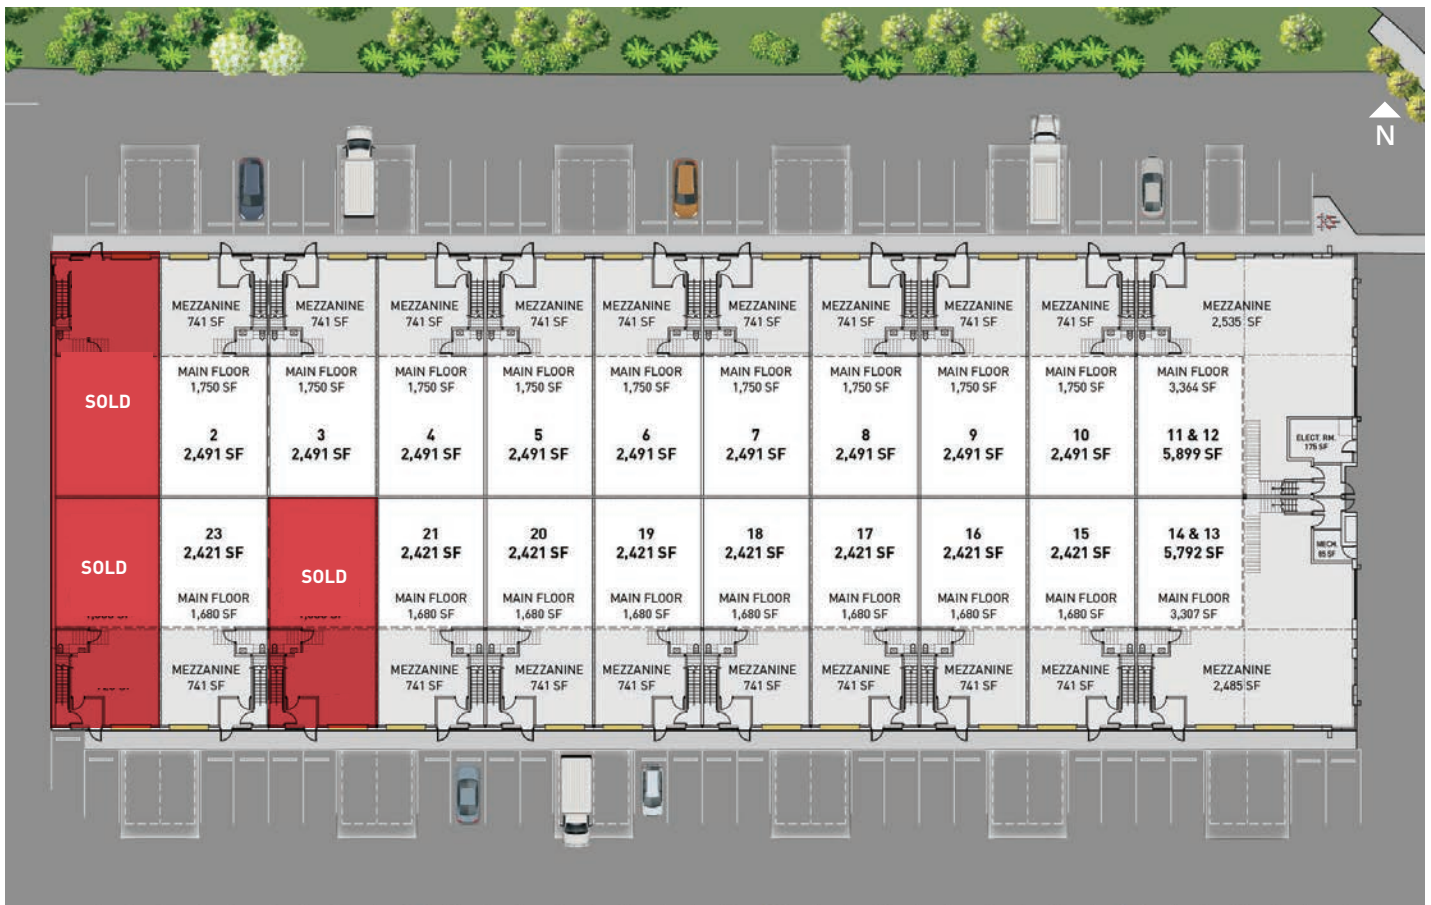 N
MEZZANINE
741 SF
MEZZANINE
741 SF
MEZZANINE
741 SF
MEZZANINE
741 SF
MEZZANINE
741 SF
MEZZANINE
741 SF
MEZZANINE
741 SF
MEZZANINE
741 SF
MEZZANINE
741 SF
MEZZANINE
2,535 SF
SOLD
MAIN FLOOR
1,750 SF
2
2,491 SF
MAIN FLOOR
1,750 SF
3
2,491 SF
MAIN FLOOR
1,750 SF
4
2,491 SF
MAIN FLOOR
1,750 SF
5
2,491 SF
MAIN FLOOR
1,750 SF
6
2,491 SF
MAIN FLOOR
1,750 SF
7
2,491 SF
MAIN FLOOR
1,750 SF
8
2,491 SF
MAIN FLOOR
1,750 SF
9
2,491 SF
MAIN FLOOR
1,750 SF
10
2,491 SF
MAIN FLOOR
3,364 SF
11 & 12
5,899 SF
ELECT. RM.
175 SF
SOLD
23
2,421 SF
MAIN FLOOR
1,680 SF
SOLD
21
2,421 SF
MAIN FLOOR
1,680 SF
20
2,421 SF
MAIN FLOOR
1,680 SF
19
2,421 SF
MAIN FLOOR
1,680 SF
18
2,421 SF
MAIN FLOOR
1,680 SF
17
2,421 SF
MAIN FLOOR
1,680 SF
16
2,421 SF
MAIN FLOOR
1,680 SF
15
2,421 SF
MAIN FLOOR
1,680 SF
14 & 13
5,792 SF
MAIN FLOOR
3,307 SF
MECH.
85 SF
MEZZANINE
741 SF
MEZZANINE
741 SF
MEZZANINE
741 SF
MEZZANINE
741 SF
MEZZANINE
741 SF
MEZZANINE
741 SF
MEZZANINE
741 SF
MEZZANINE
741 SF
MEZZANINE
2,485 SF